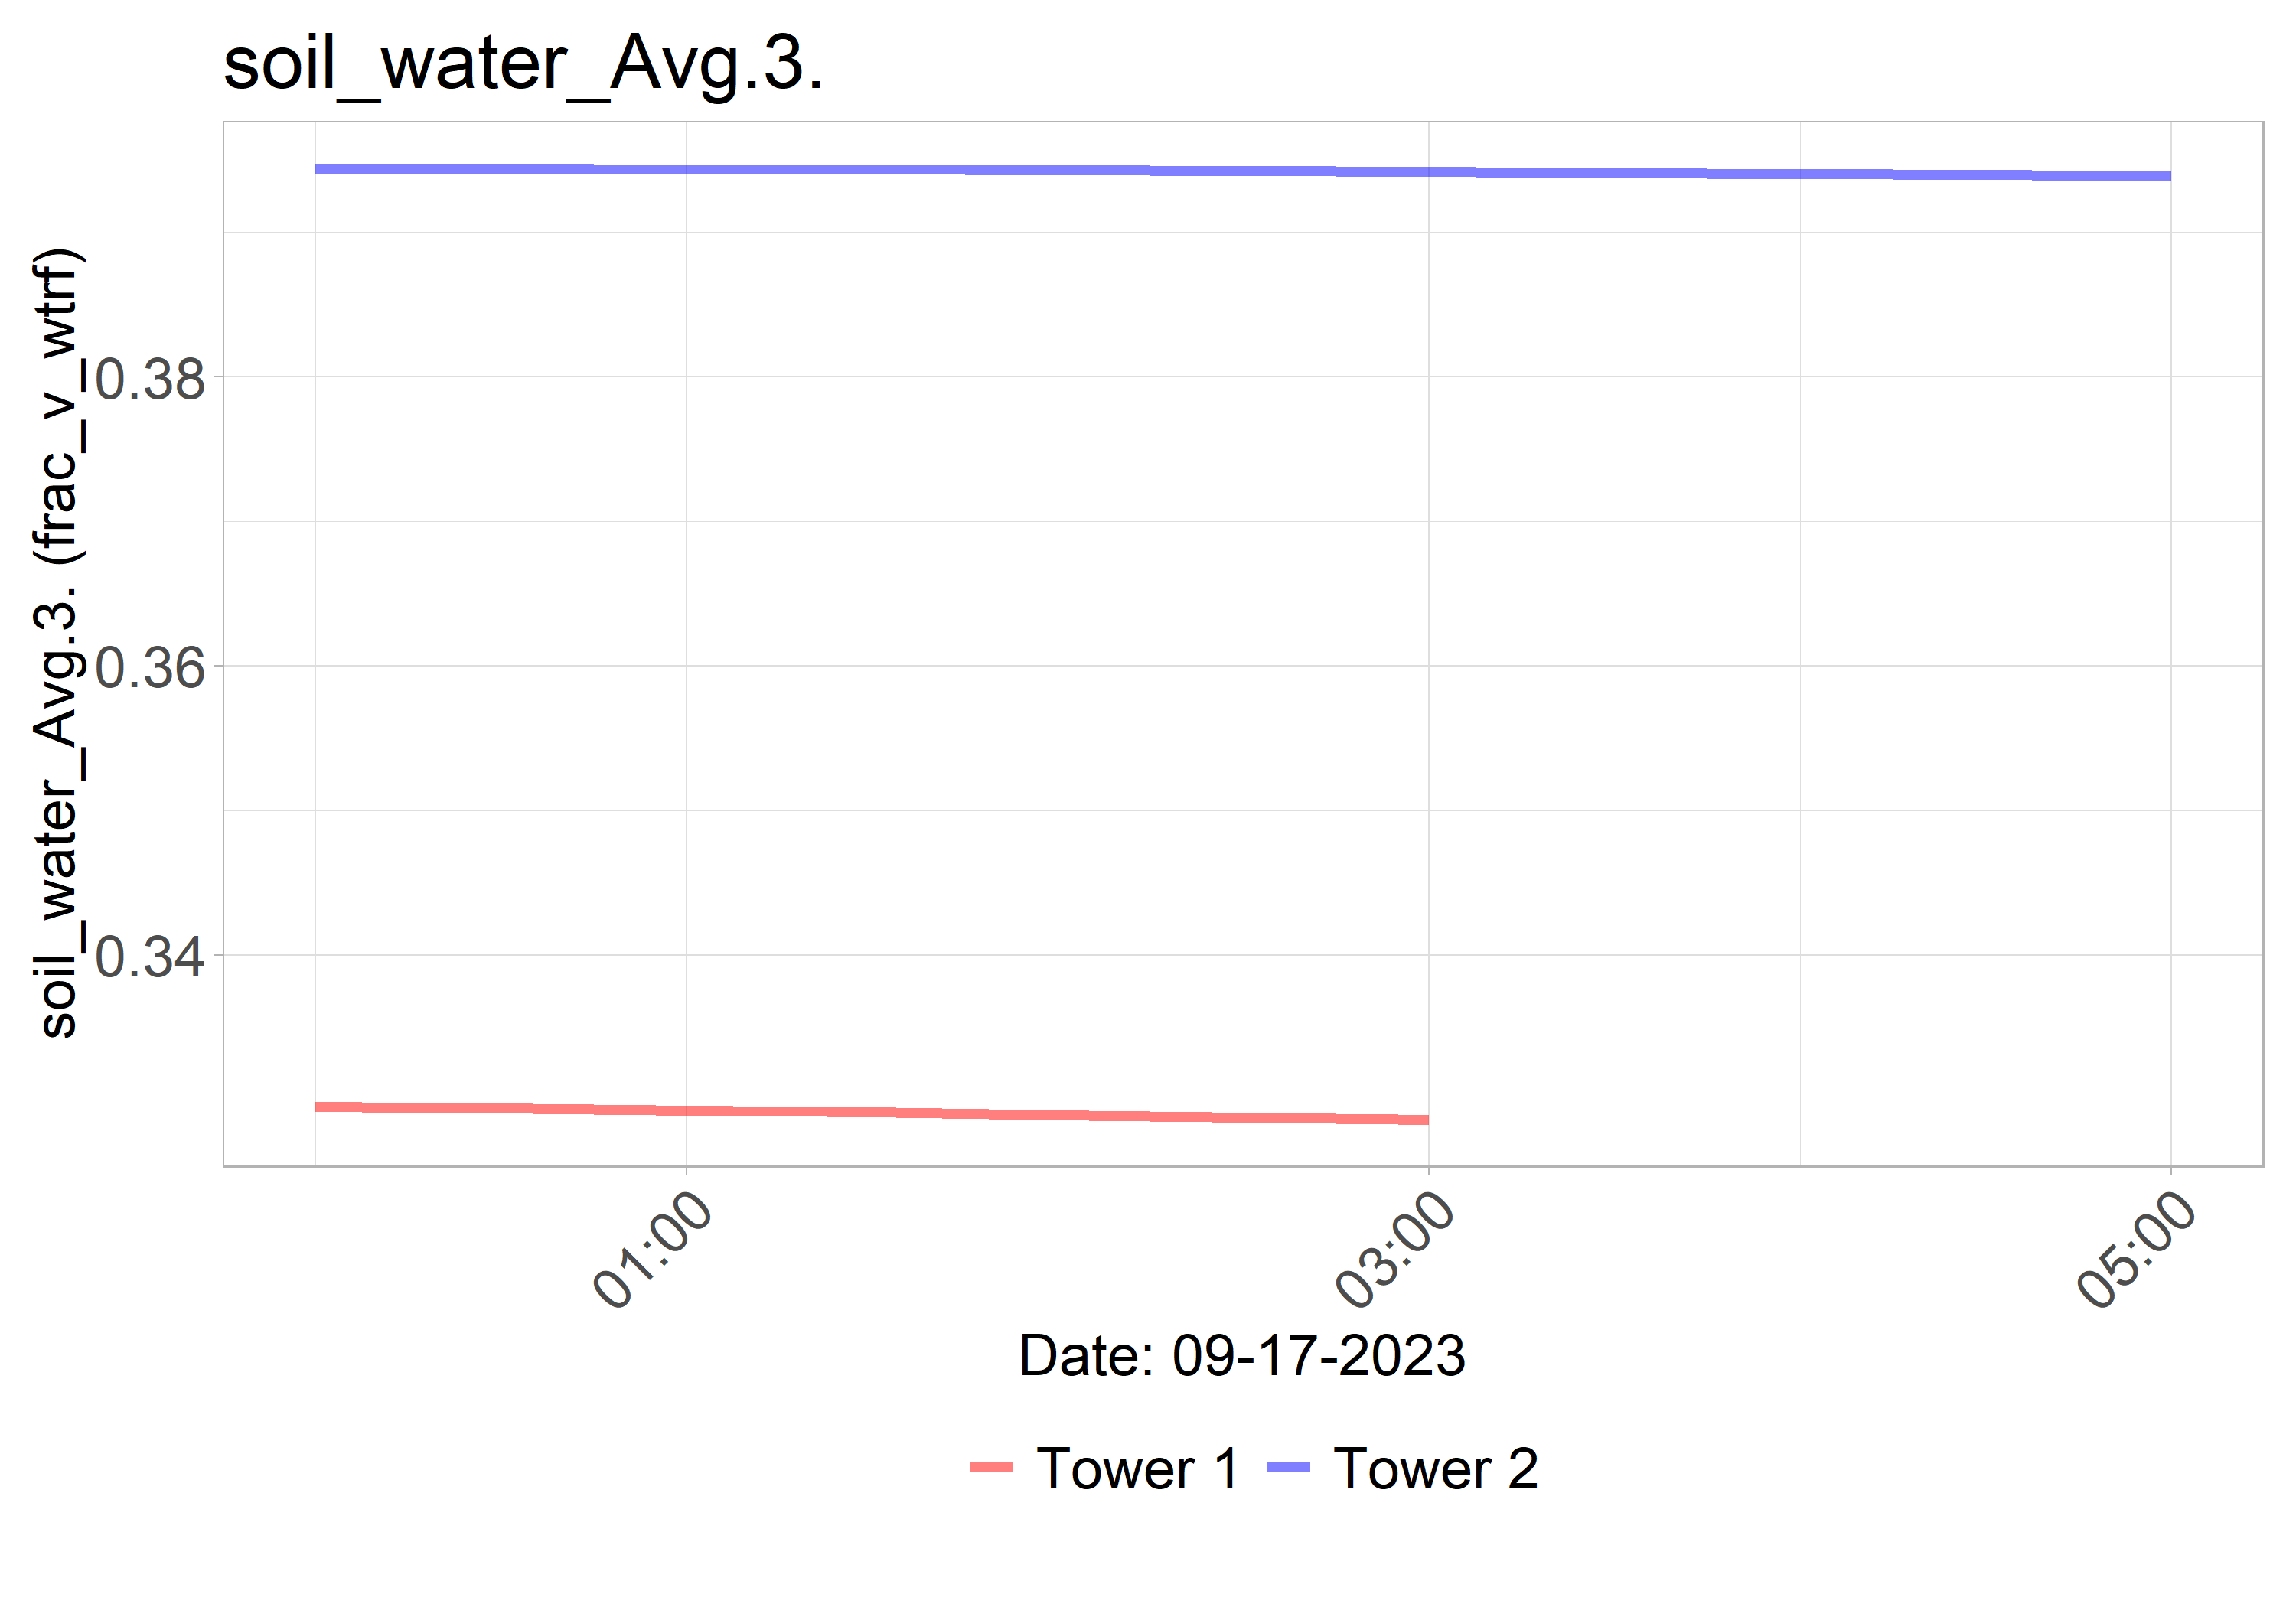 soil_water_Avg.3.
soil_water_Avg.3. (frac_v_wtrf)
0.38
0.36
0.34
01:00
03:00
05:00
Date: 09-17-2023
Tower 1
Tower 2